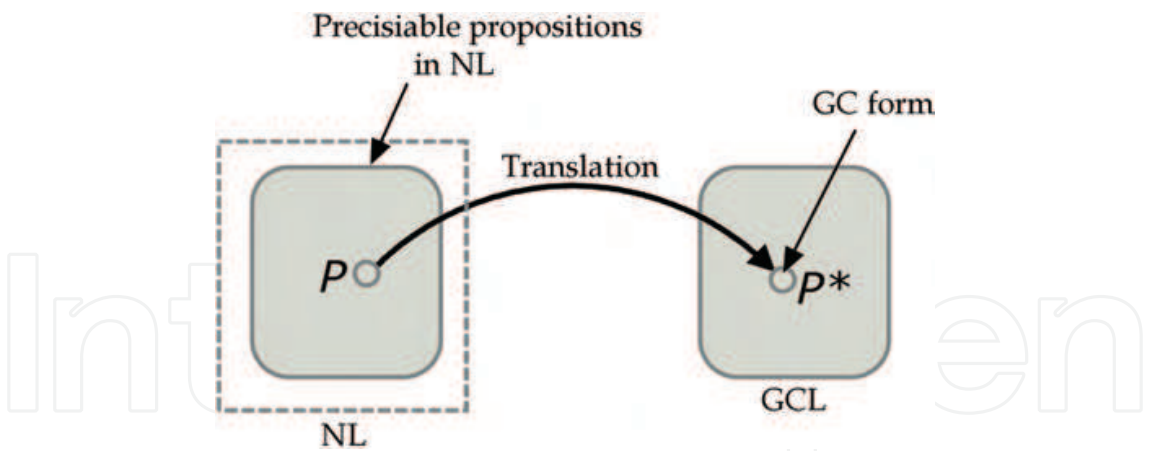 Precisiable propositions
in NL
GC form
Translation
P
P*
GCL
NL